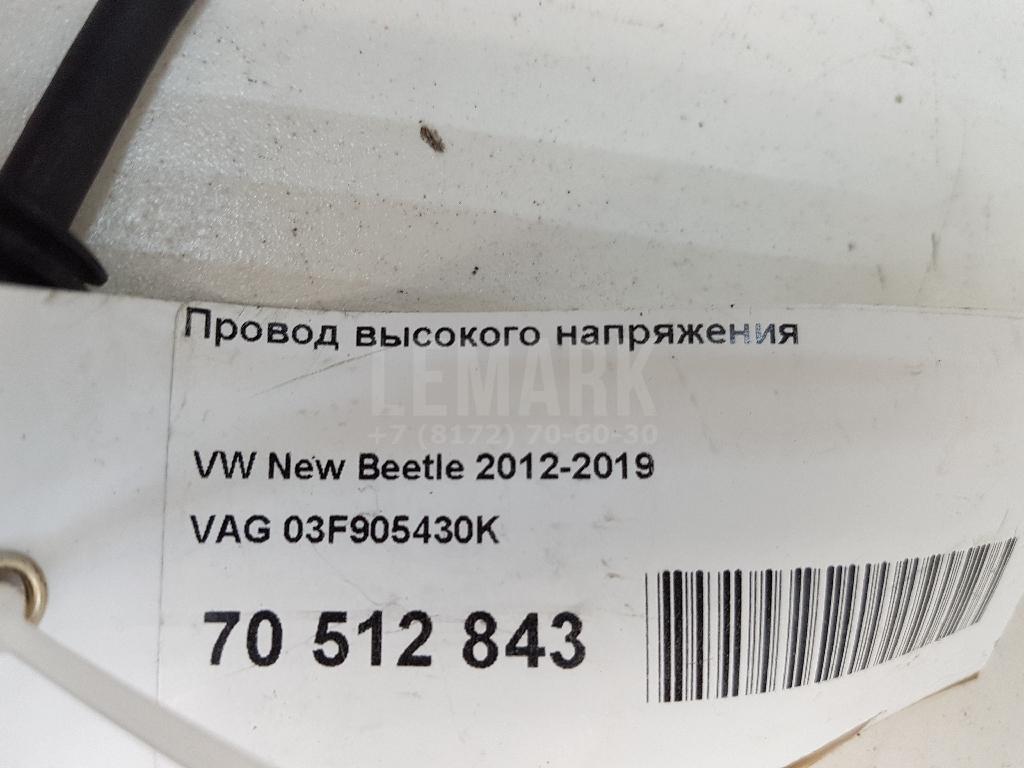 Провод высокого напряжения
LEMARK
+7 (8172) 70-60-30
VW New Beetle 2012-2019
VAG 03F905430K
70 512 843